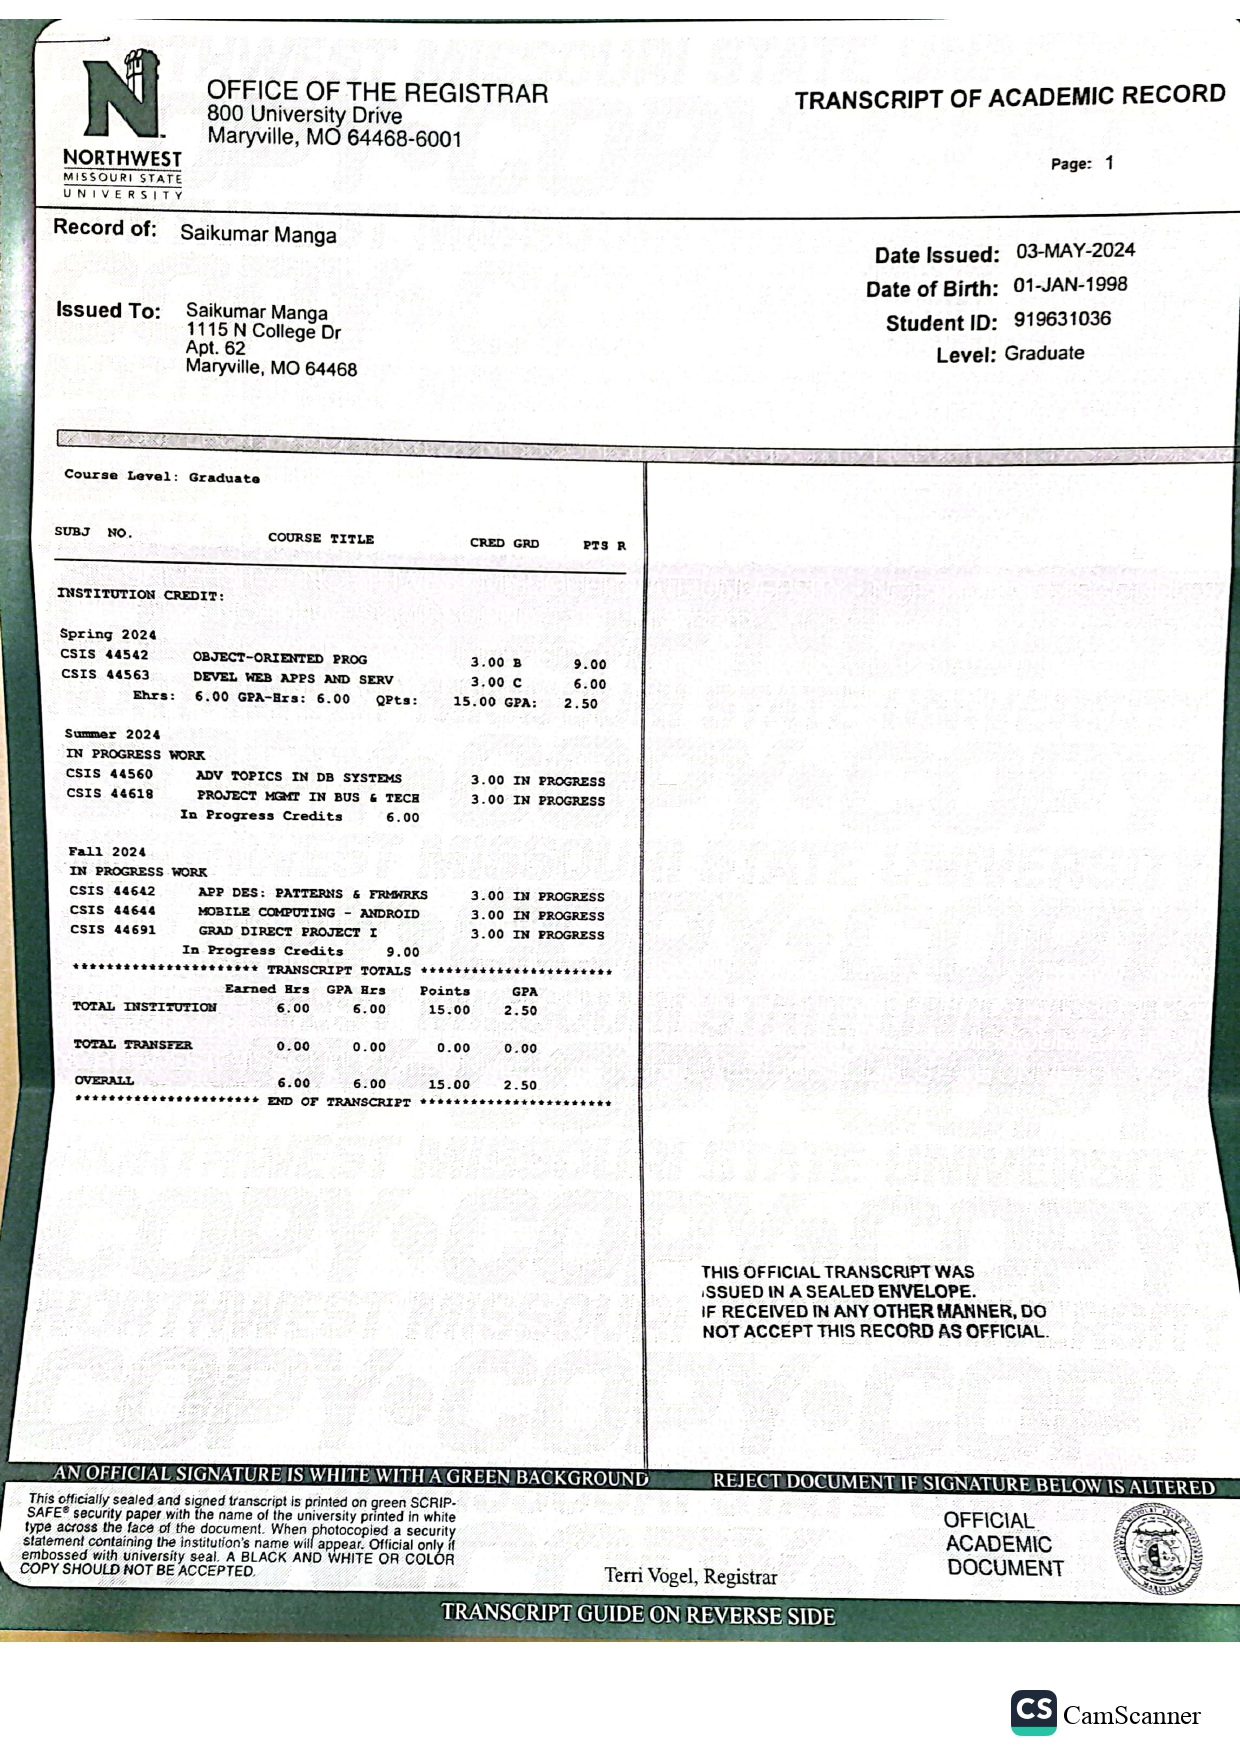 NORTHWEST
MISSOURI STATE
UNIVERSITY
OFFICE OF THE REGISTRAR
800 University Drive
Maryville, MO 64468-6001
TRANSCRIPT OF ACADEMIC RECORD
Page: 1
Record of: Saikumar Manga
Date Issued: 03-MAY-2024
Date of Birth: 01-JAN-1998
Student ID: 919631036
Level: Graduate
Issued To: Saikumar Manga
1115 N College Dr
Apt. 62
Maryville, MO 64468
Course Level: Graduate
SUBJ NO. COURSE TITLE CRED GRD PTS R
INSTITUTION CREDIT:
Spring 2024
CSIS 44542 OBJECT-ORIENTED PROG 3.00 B 9.00
CSIS 44563 DEVEL WEB APPS AND SERV 3.00 C 6.00
Ehrs: 6.00 GPA-Hrs: 6.00 QPts: 15.00 GPA: 2.50
Summer 2024
IN PROGRESS WORK
CSIS 44560 ADV TOPICS IN DB SYSTEMS 3.00 IN PROGRESS
CSIS 44618 PROJECT MGMT IN BUS & TECH 3.00 IN PROGRESS
In Progress Credits 6.00
Fall 2024
IN PROGRESS WORK
CSIS 44642 APP DES: PATTERNS & FRMWRKS 3.00 IN PROGRESS
CSIS 44644 MOBILE COMPUTING - ANDROID 3.00 IN PROGRESS
CSIS 44691 GRAD DIRECT PROJECT I 3.00 IN PROGRESS
In Progress Credits 9.00
********************** TRANSCRIPT TOTALS ***********************
Earned Hrs GPA Hrs Points GPA
TOTAL INSTITUTION 6.00 6.00 15.00 2.50
TOTAL TRANSFER 0.00 0.00 0.00 0.00
OVERALL 6.00 6.00 15.00 2.50
********************** END OF TRANSCRIPT ***********************
THIS OFFICIAL TRANSCRIPT WAS
ISSUED IN A SEALED ENVELOPE.
IF RECEIVED IN ANY OTHER MANNER, DO
NOT ACCEPT THIS RECORD AS OFFICIAL.
AN OFFICIAL SIGNATURE IS WHITE WITH A GREEN BACKGROUND
REJECT DOCUMENT IF SIGNATURE BELOW IS ALTERED
This officially sealed and signed transcript is printed on green SCRIP-
SAFE® security paper with the name of the university printed in white
type across the face of the document. When photocopied a security
statement containing the institution's name will appear. Official only if
embossed with university seal. A BLACK AND WHITE OR COLOR
COPY SHOULD NOT BE ACCEPTED.
Terri Vogel, Registrar
OFFICIAL
ACADEMIC
DOCUMENT
TRANSCRIPT GUIDE ON REVERSE SIDE
CS CamScanner